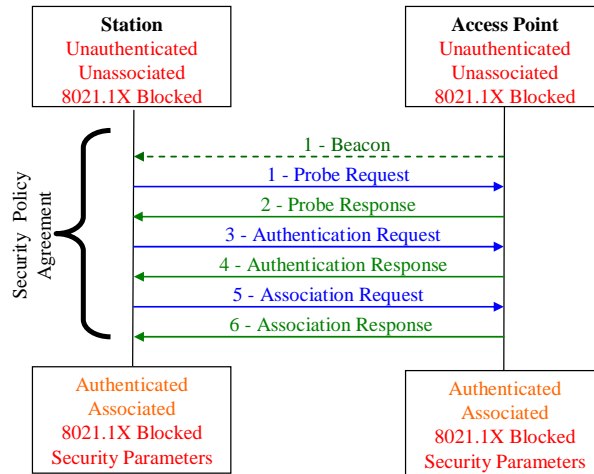 Station
Unauthenticated
Unassociated
8021.1X Blocked
Access Point
Unauthenticated
Unassociated
8021.1X Blocked
Security Policy
Agreement
1 - Beacon
1 - Probe Request
2 - Probe Response
3 - Authentication Request
4 - Authentication Response
5 - Association Request
6 - Association Response
Authenticated
Associated
8021.1X Blocked
Security Parameters
Authenticated
Associated
8021.1X Blocked
Security Parameters